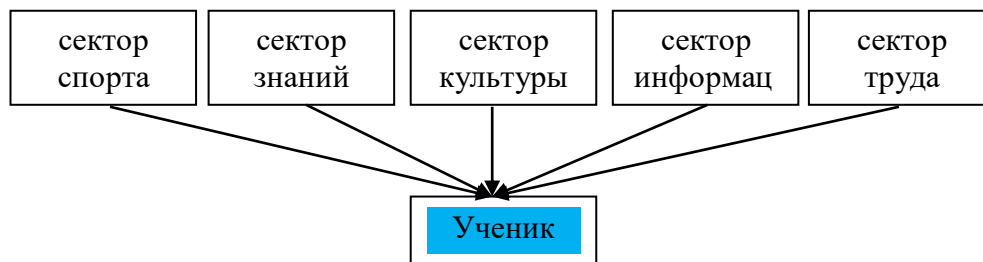 сектор
спорта
сектор
знаний
сектор
культуры
сектор
информац
сектор
труда
Ученик